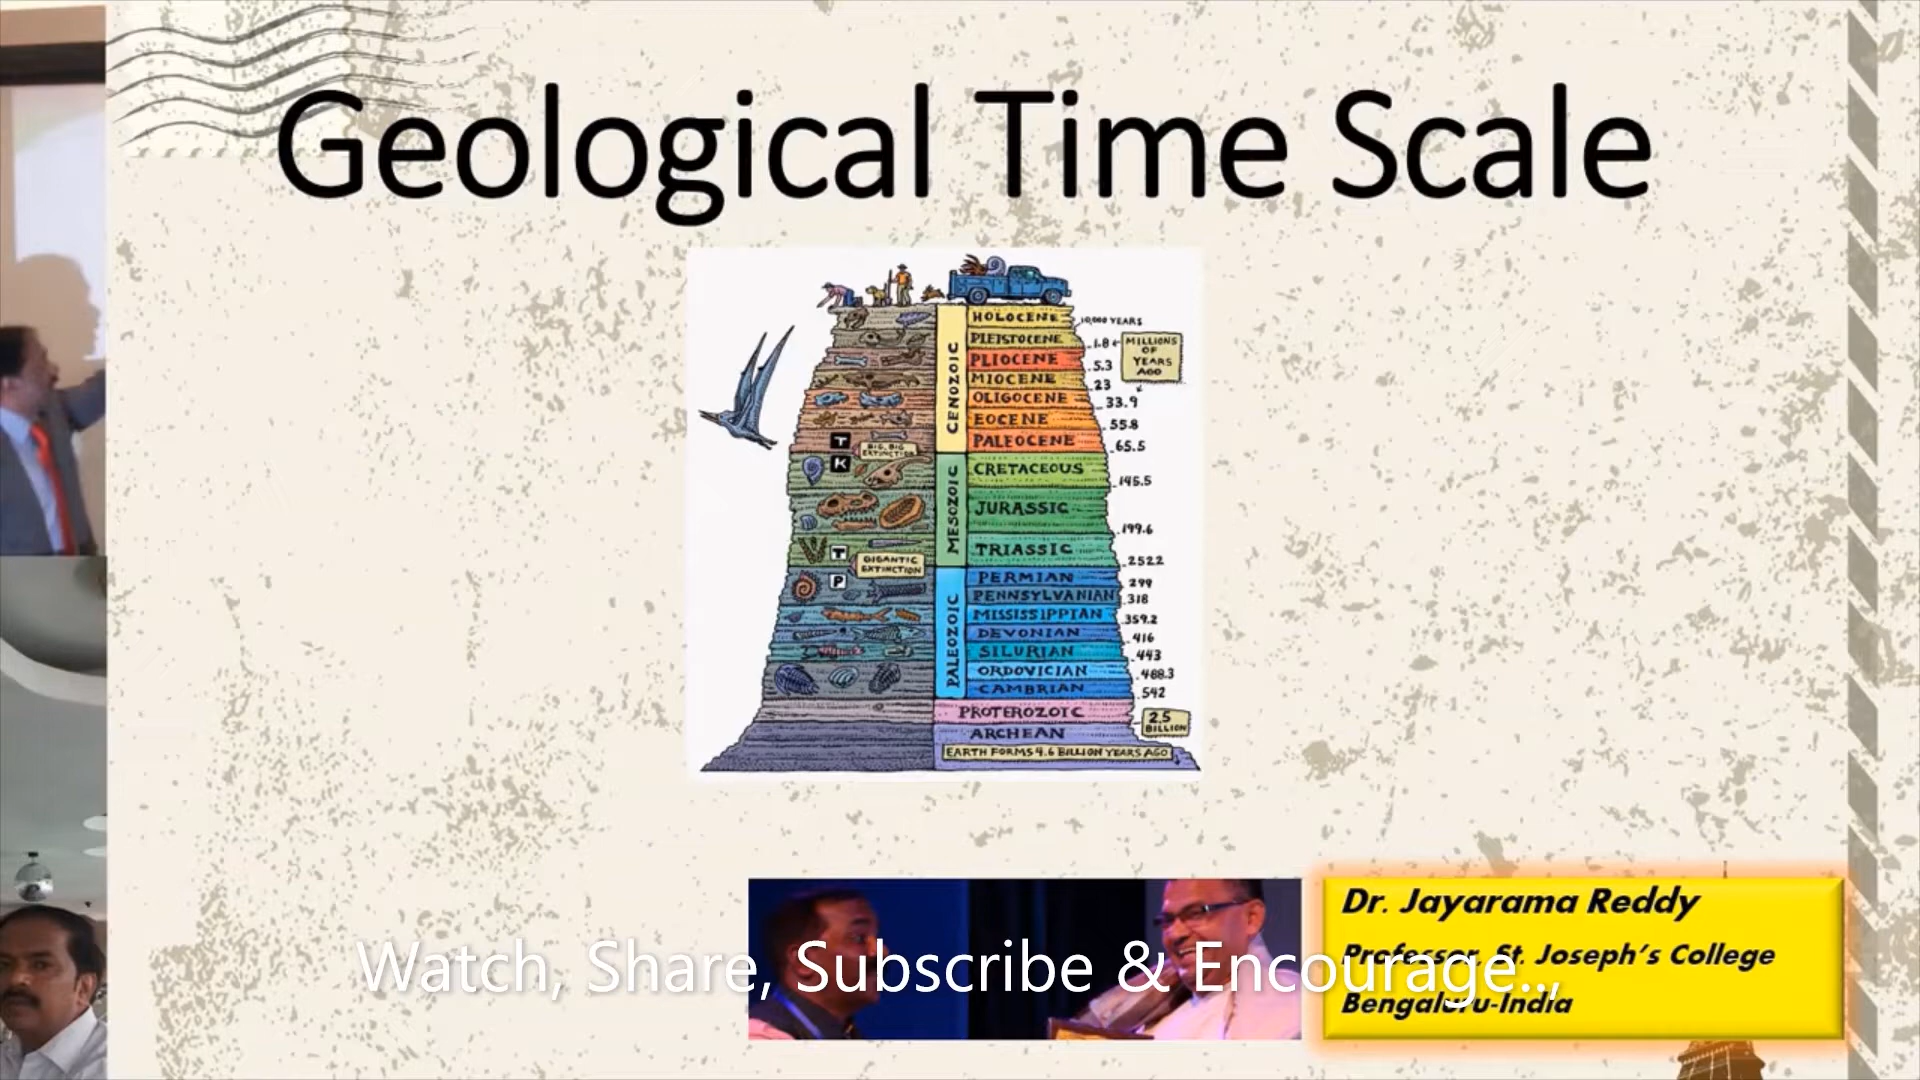 Geological Time Scale
HOLOCENE
10,000 YEARS
PLEISTOCENE
1.8
MILLIONS
OF
YEARS
AGO
PLIOCENE
5.3
MIOCENE
23
OLIGOCENE
33.9
EOCENE
55.8
PALEOCENE
65.5
CENOZOIC
T
BIG, BIG
EXTINCTION
K
CRETACEOUS
145.5
JURASSIC
199.6
TRIASSIC
252.2
MESOZOIC
T
GIGANTIC
EXTINCTION
P
PERMIAN
299
PENNSYLVANIAN
318
MISSISSIPPIAN
359.2
DEVONIAN
416
SILURIAN
443
ORDOVICIAN
488.3
CAMBRIAN
542
PALEOZOIC
PROTEROZOIC
2.5
BILLION
ARCHEAN
EARTH FORMS 4.6 BILLION YEARS AGO
Dr. Jayarama Reddy
Professor, St. Joseph's College
Bengaluru-India
Watch, Share, Subscribe & Encourage..,